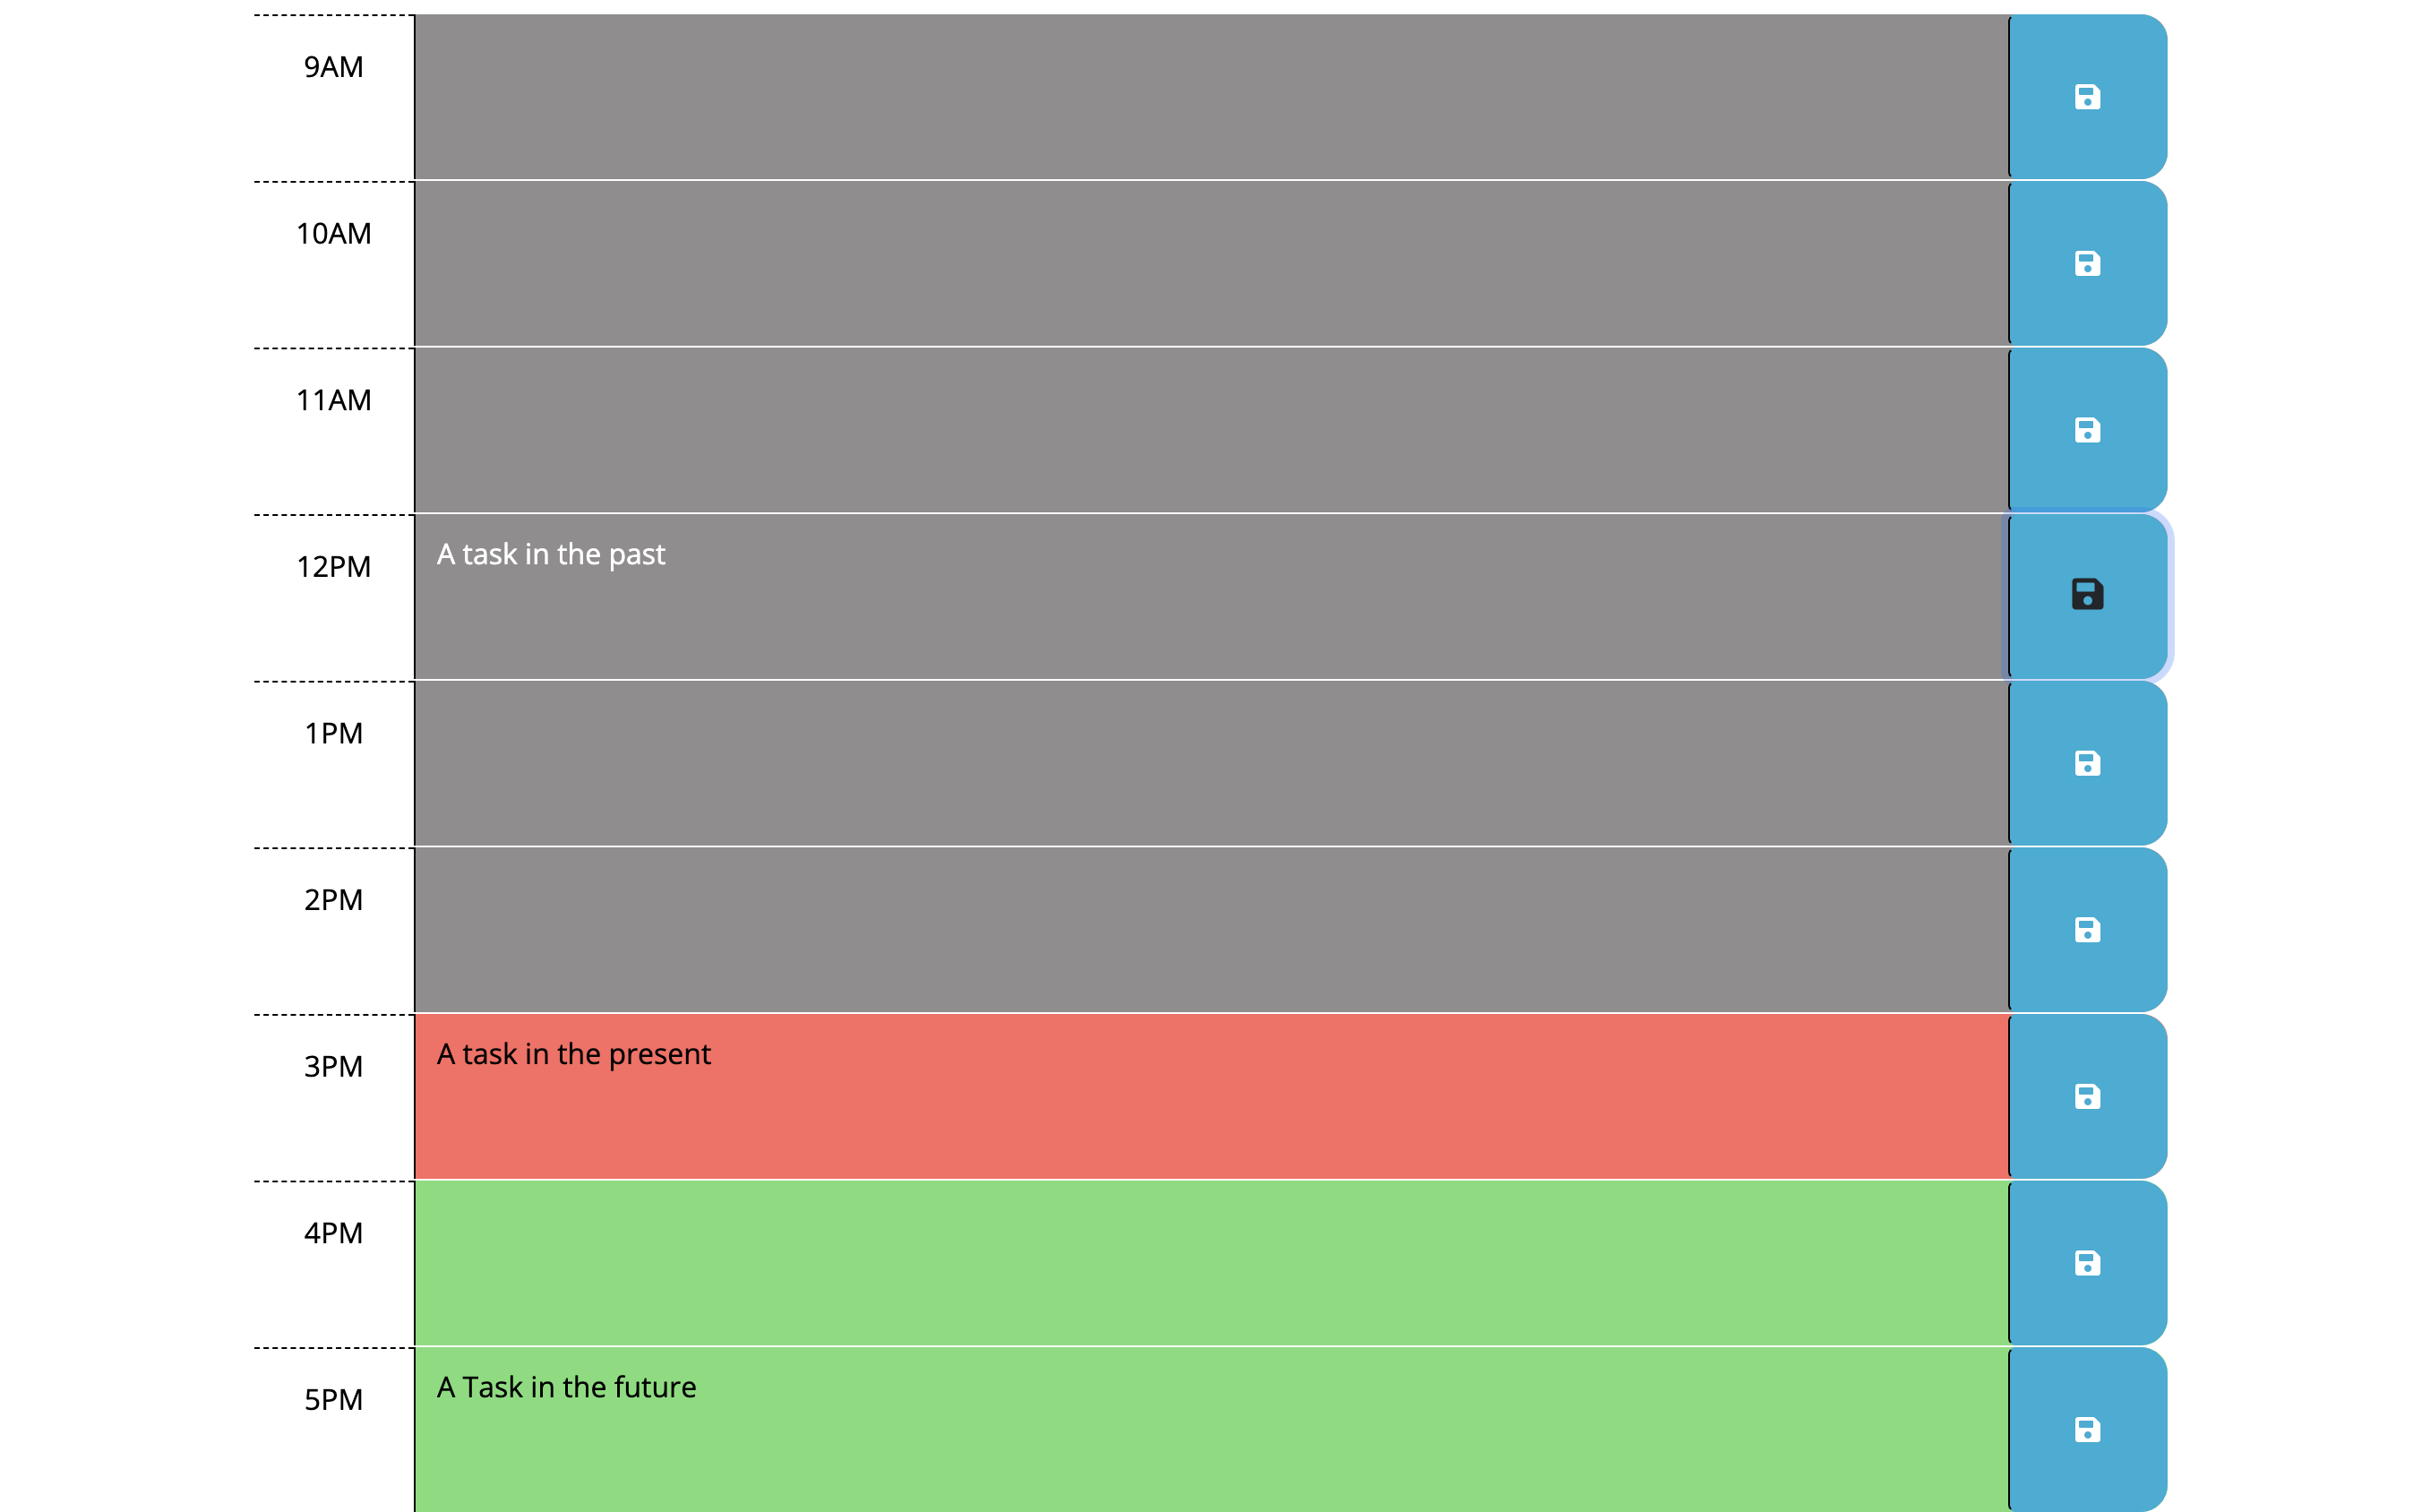 9AM
10AM
11AM
12PM
A task in the past
1PM
2PM
3PM
A task in the present
4PM
5PM
A Task in the future